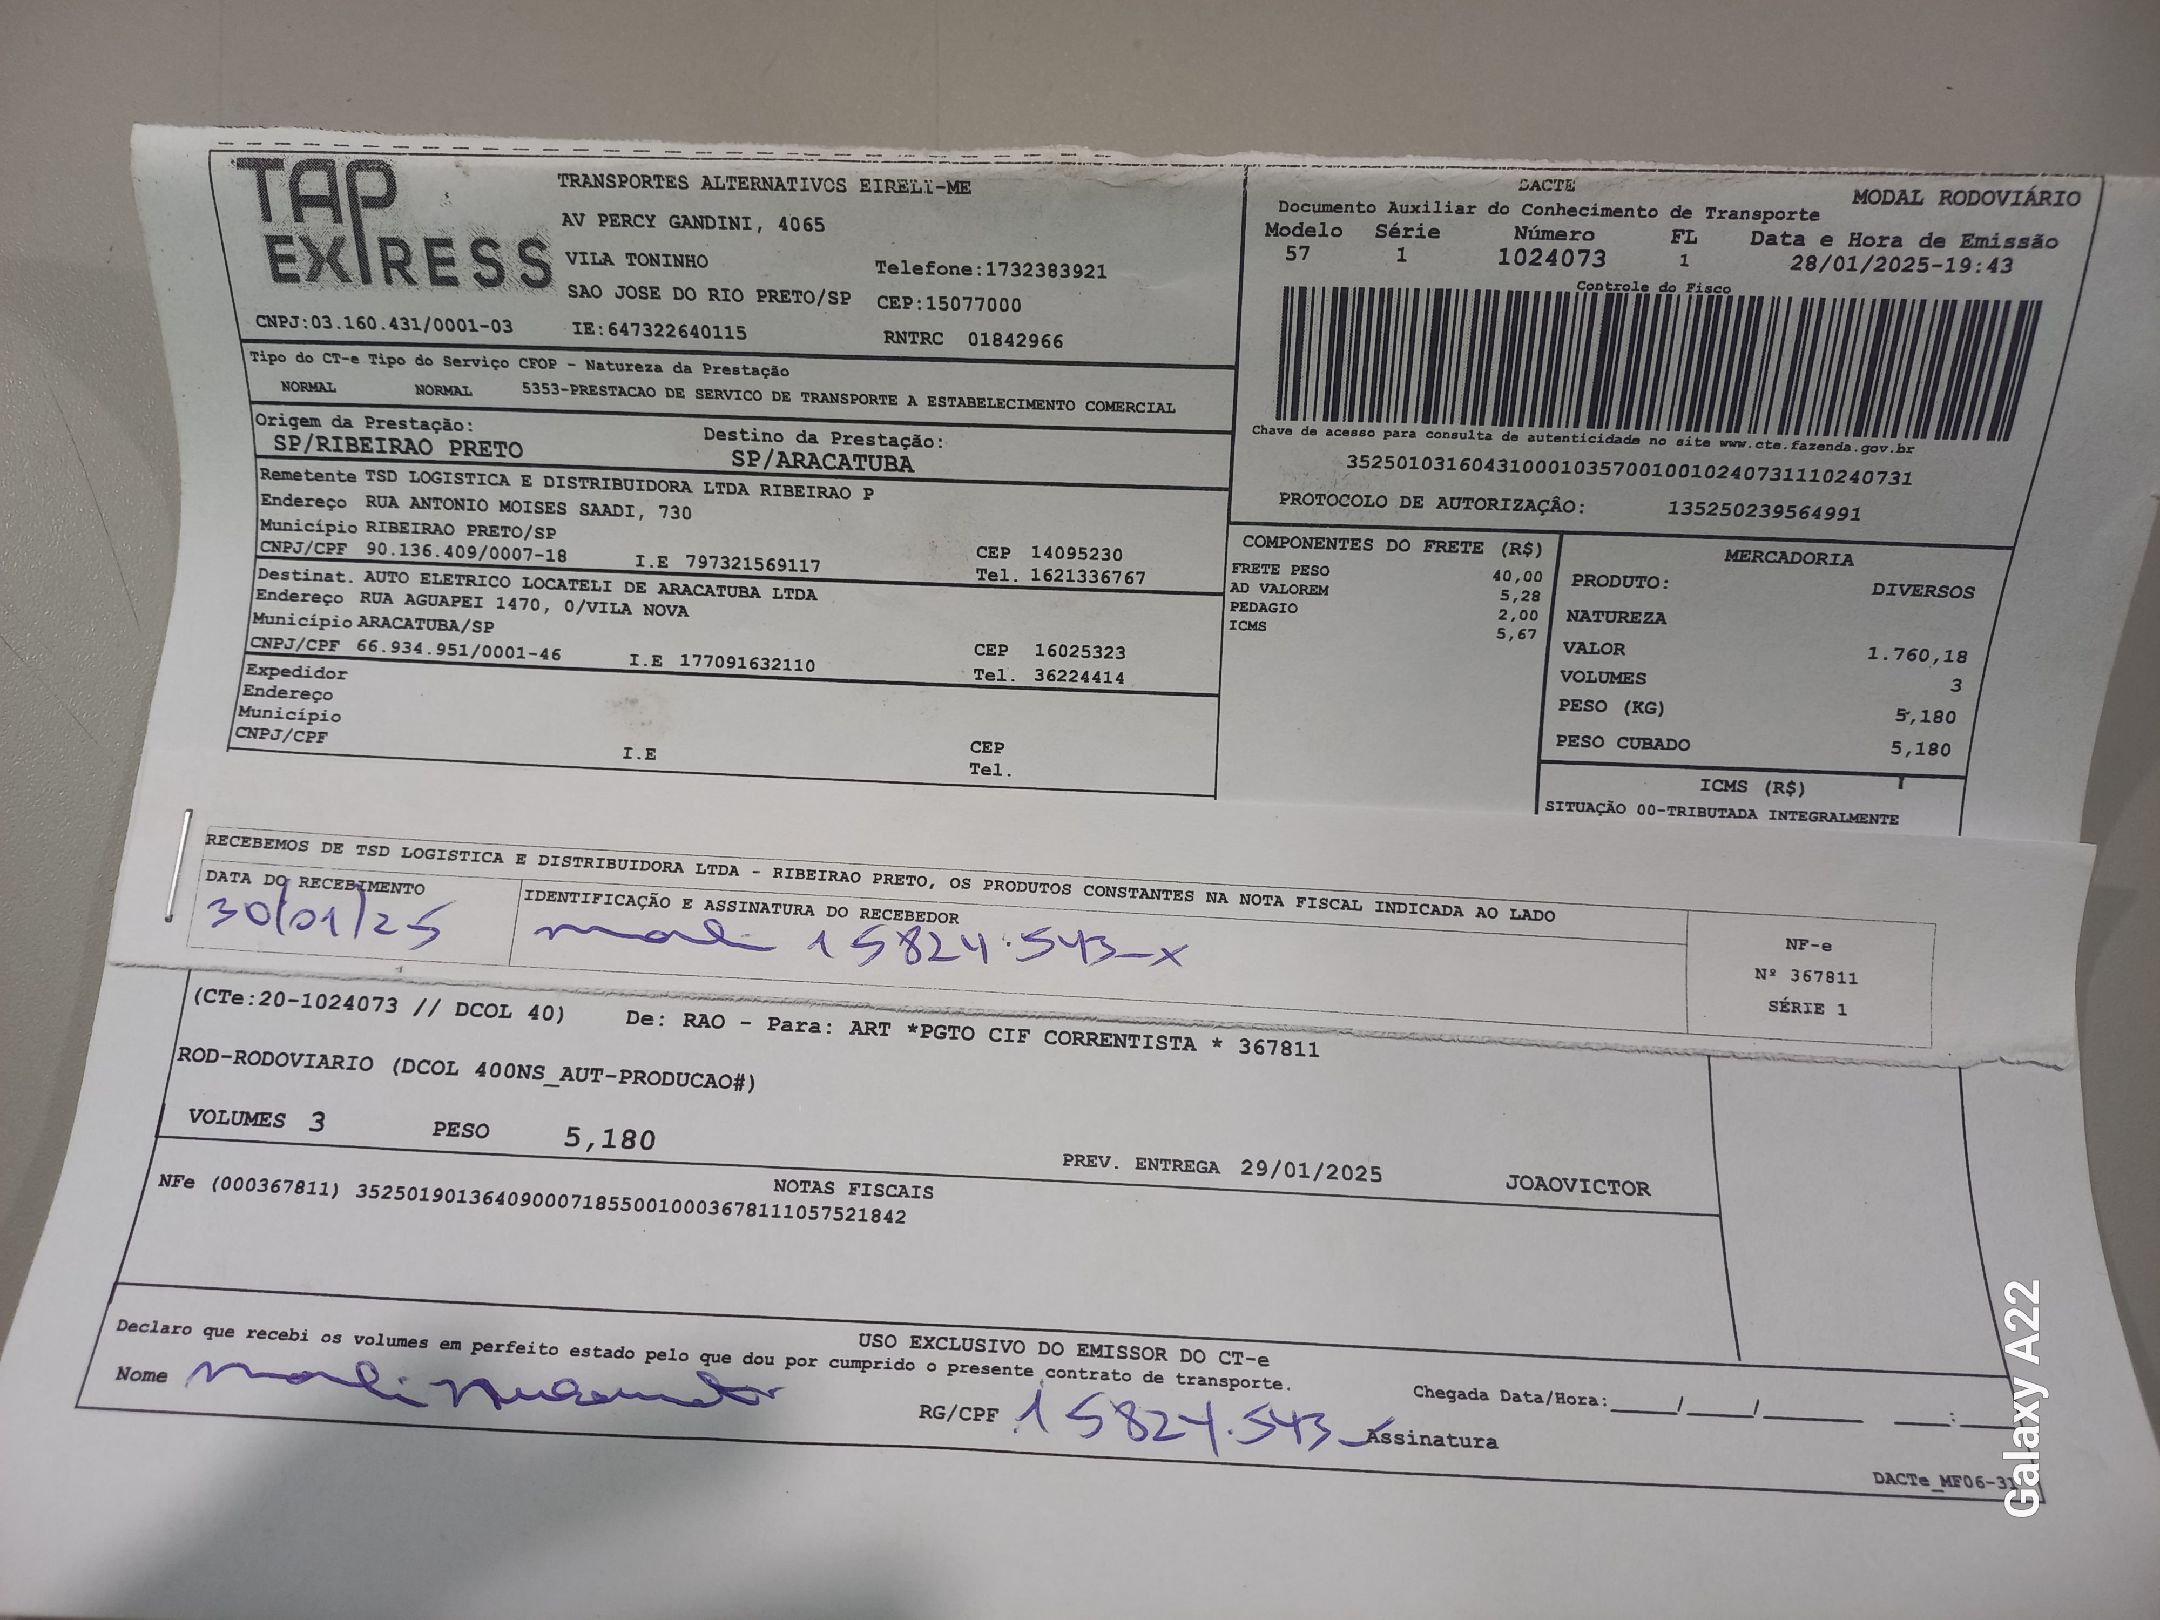 TAP EXPRESS
TRANSPORTES ALTERNATIVOS EIRELI-ME
AV PERCY GANDINI, 4065
VILA TONINHO Telefone:1732383921
SAO JOSE DO RIO PRETO/SP CEP:15077000
CNPJ:03.160.431/0001-03 IE:647322640115 RNTRC 01842966
Tipo do CT-e Tipo do Serviço CFOP - Natureza da Prestação
NORMAL NORMAL 5353-PRESTACAO DE SERVICO DE TRANSPORTE A ESTABELECIMENTO COMERCIAL
Origem da Prestação: Destino da Prestação:
SP/RIBEIRAO PRETO SP/ARACATUBA
Remetente TSD LOGISTICA E DISTRIBUIDORA LTDA RIBEIRAO P
Endereço RUA ANTONIO MOISES SAADI, 730
Município RIBEIRAO PRETO/SP CEP 14095230
CNPJ/CPF 90.136.409/0007-18 I.E 797321569117 Tel. 1621336767
Destinat. AUTO ELETRICO LOCATELI DE ARACATUBA LTDA
Endereço RUA AGUAPEI 1470, 0/VILA NOVA
Município ARACATUBA/SP CEP 16025323
CNPJ/CPF 66.934.951/0001-46 I.E 177091632110 Tel. 36224414
Expedidor
Endereço
Município CEP
CNPJ/CPF I.E Tel.
DACTE MODAL RODOVIÁRIO
Documento Auxiliar do Conhecimento de Transporte
Modelo Série Número FL Data e Hora de Emissão
57 1 1024073 1 28/01/2025-19:43
Controle do Fisco
Chave de acesso para consulta de autenticidade no site www.cte.fazenda.gov.br
35250103160431000103570010010240731110240731
PROTOCOLO DE AUTORIZAÇÂO: 135250239564991
COMPONENTES DO FRETE (R$)
FRETE PESO 40,00
AD VALOREM 5,28
PEDAGIO 2,00
ICMS 5,67
MERCADORIA
PRODUTO: DIVERSOS
NATUREZA
VALOR 1.760,18
VOLUMES 3
PESO (KG) 5,180
PESO CUBADO 5,180
ICMS (R$)
SITUAÇÃO 00-TRIBUTADA INTEGRALMENTE
RECEBEMOS DE TSD LOGISTICA E DISTRIBUIDORA LTDA - RIBEIRAO PRETO, OS PRODUTOS CONSTANTES NA NOTA FISCAL INDICADA AO LADO
DATA DO RECEBIMENTO IDENTIFICAÇÃO E ASSINATURA DO RECEBEDOR
30/01/25 15824.543-x
NF-e
Nº 367811
SÉRIE 1
(CTe:20-1024073 // DCOL 40) De: RAO - Para: ART *PGTO CIF CORRENTISTA * 367811
ROD-RODOVIARIO (DCOL 400NS_AUT-PRODUCAO#)
VOLUMES 3 PESO 5,180 PREV. ENTREGA 29/01/2025 JOAOVICTOR
NOTAS FISCAIS
NFe (000367811) 35250190136409000718550010003678111057521842
USO EXCLUSIVO DO EMISSOR DO CT-e
Declaro que recebi os volumes em perfeito estado pelo que dou por cumprido o presente contrato de transporte.
Nome RG/CPF 15824.543 Assinatura Chegada Data/Hora:____/____/______ ___:___
DACTe_MF06-31
Galaxy A22